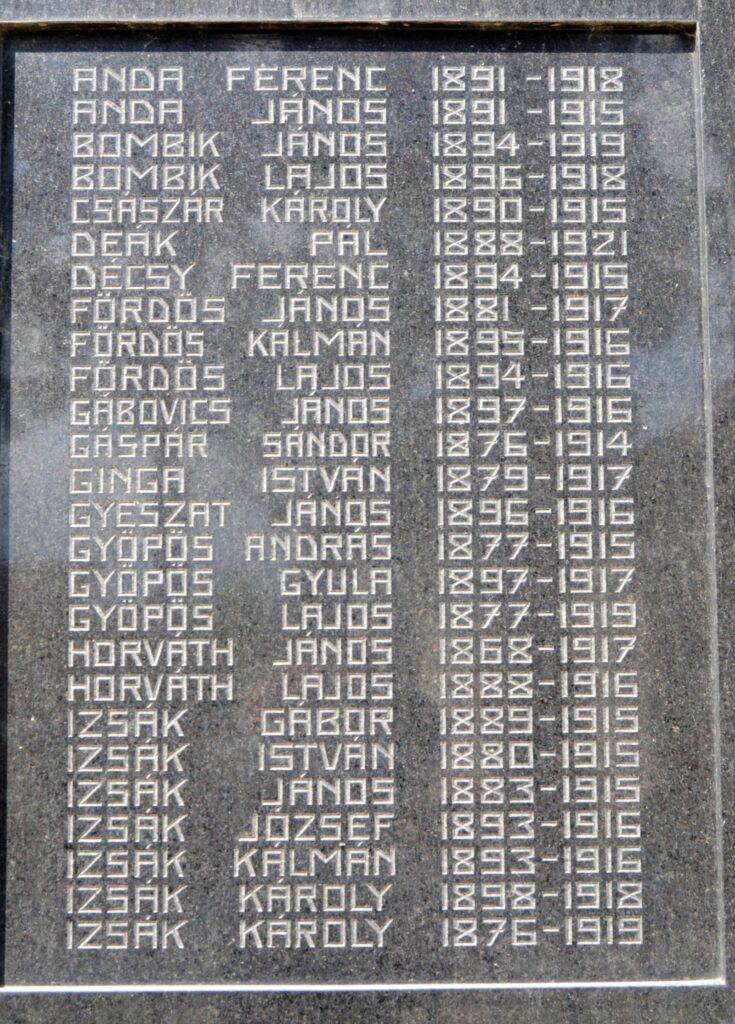 ANDA FERENC 1891-1918
ANDA JÁNOS 1891-1915
BOMBIK JÁNOS 1894-1919
BOMBIK LAJOS 1896-1918
CSÁSZÁR KÁROLY 1890-1915
DEÁK PÁL 1888-1921
DÉCSY FERENC 1894-1915
FÖRDŐS JÁNOS 1881-1917
FÖRDŐS KÁLMÁN 1895-1916
FÖRDŐS LAJOS 1894-1916
GÁBOVICS JÁNOS 1897-1916
GÁSPÁR SÁNDOR 1876-1914
GINGA ISTVÁN 1879-1917
GYESZAT JÁNOS 1896-1916
GYÖPÖS ANDRÁS 1877-1915
GYÖPÖS GYULA 1897-1917
GYÖPÖS LAJOS 1877-1919
HORVÁTH JÁNOS 1868-1917
HORVÁTH LAJOS 1888-1916
IZSÁK GÁBOR 1889-1915
IZSÁK ISTVÁN 1880-1915
IZSÁK JÁNOS 1883-1915
IZSÁK JÓZSEF 1893-1916
IZSÁK KÁLMÁN 1893-1916
IZSÁK KÁROLY 1898-1918
IZSÁK KÁROLY 1876-1919